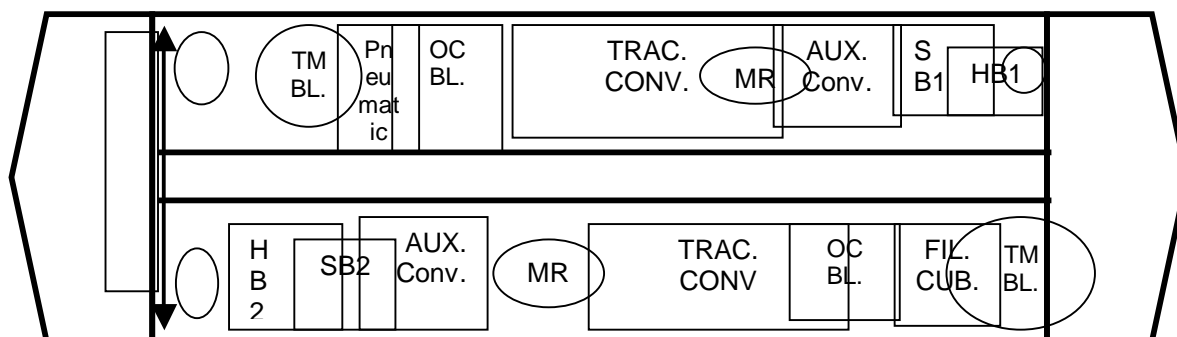 TM
BL.
Pn
eu
mat
ic
OC
BL.
TRAC.
CONV.
MR
AUX.
Conv.
S
B1
HB1
H
B
2
SB2
AUX.
Conv.
MR
TRAC.
CONV
OC
BL.
FIL.
CUB.
TM
BL.